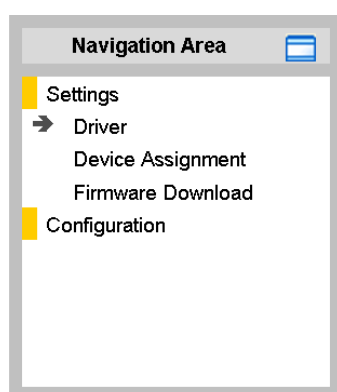 Navigation Area
Settings
Driver
Device Assignment
Firmware Download
Configuration